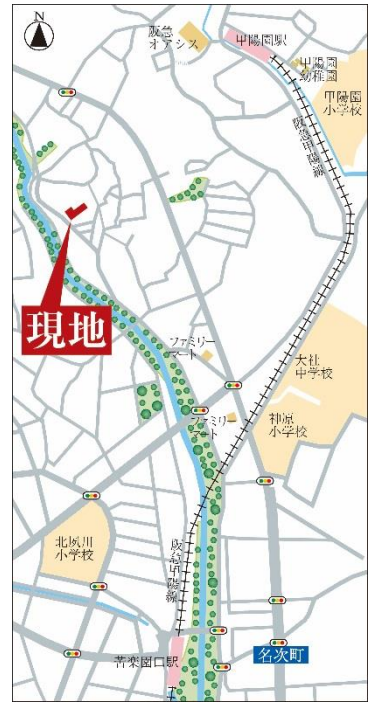 N
阪急
オアシス
甲陽園駅
甲陽園
幼稚園
甲陽園
小学校
阪急甲陽線
現地
ファミリー
マート
大社
中学校
ファミリー
マート
神原
小学校
北夙川
小学校
阪急甲陽線
苦楽園口駅
名次町